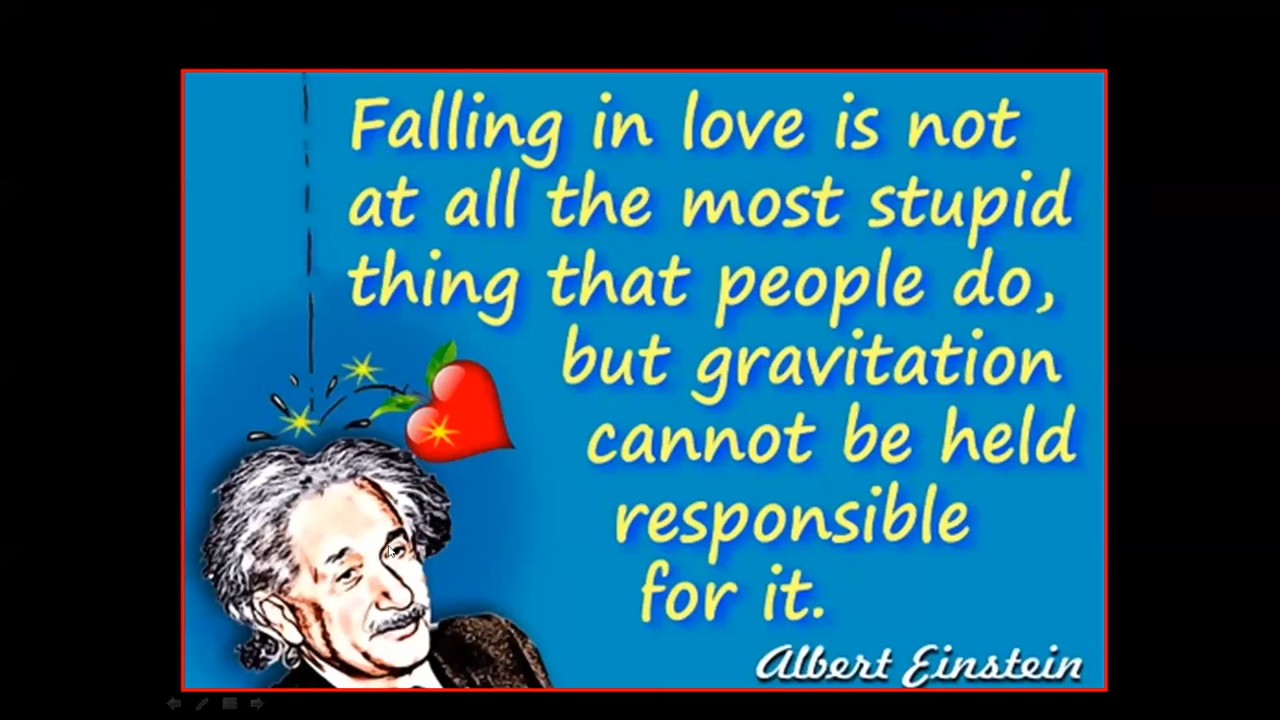 Falling in love is not
at all the most stupid
thing that people do,
but gravitation
cannot be held
responsible
for it.
Albert Einstein